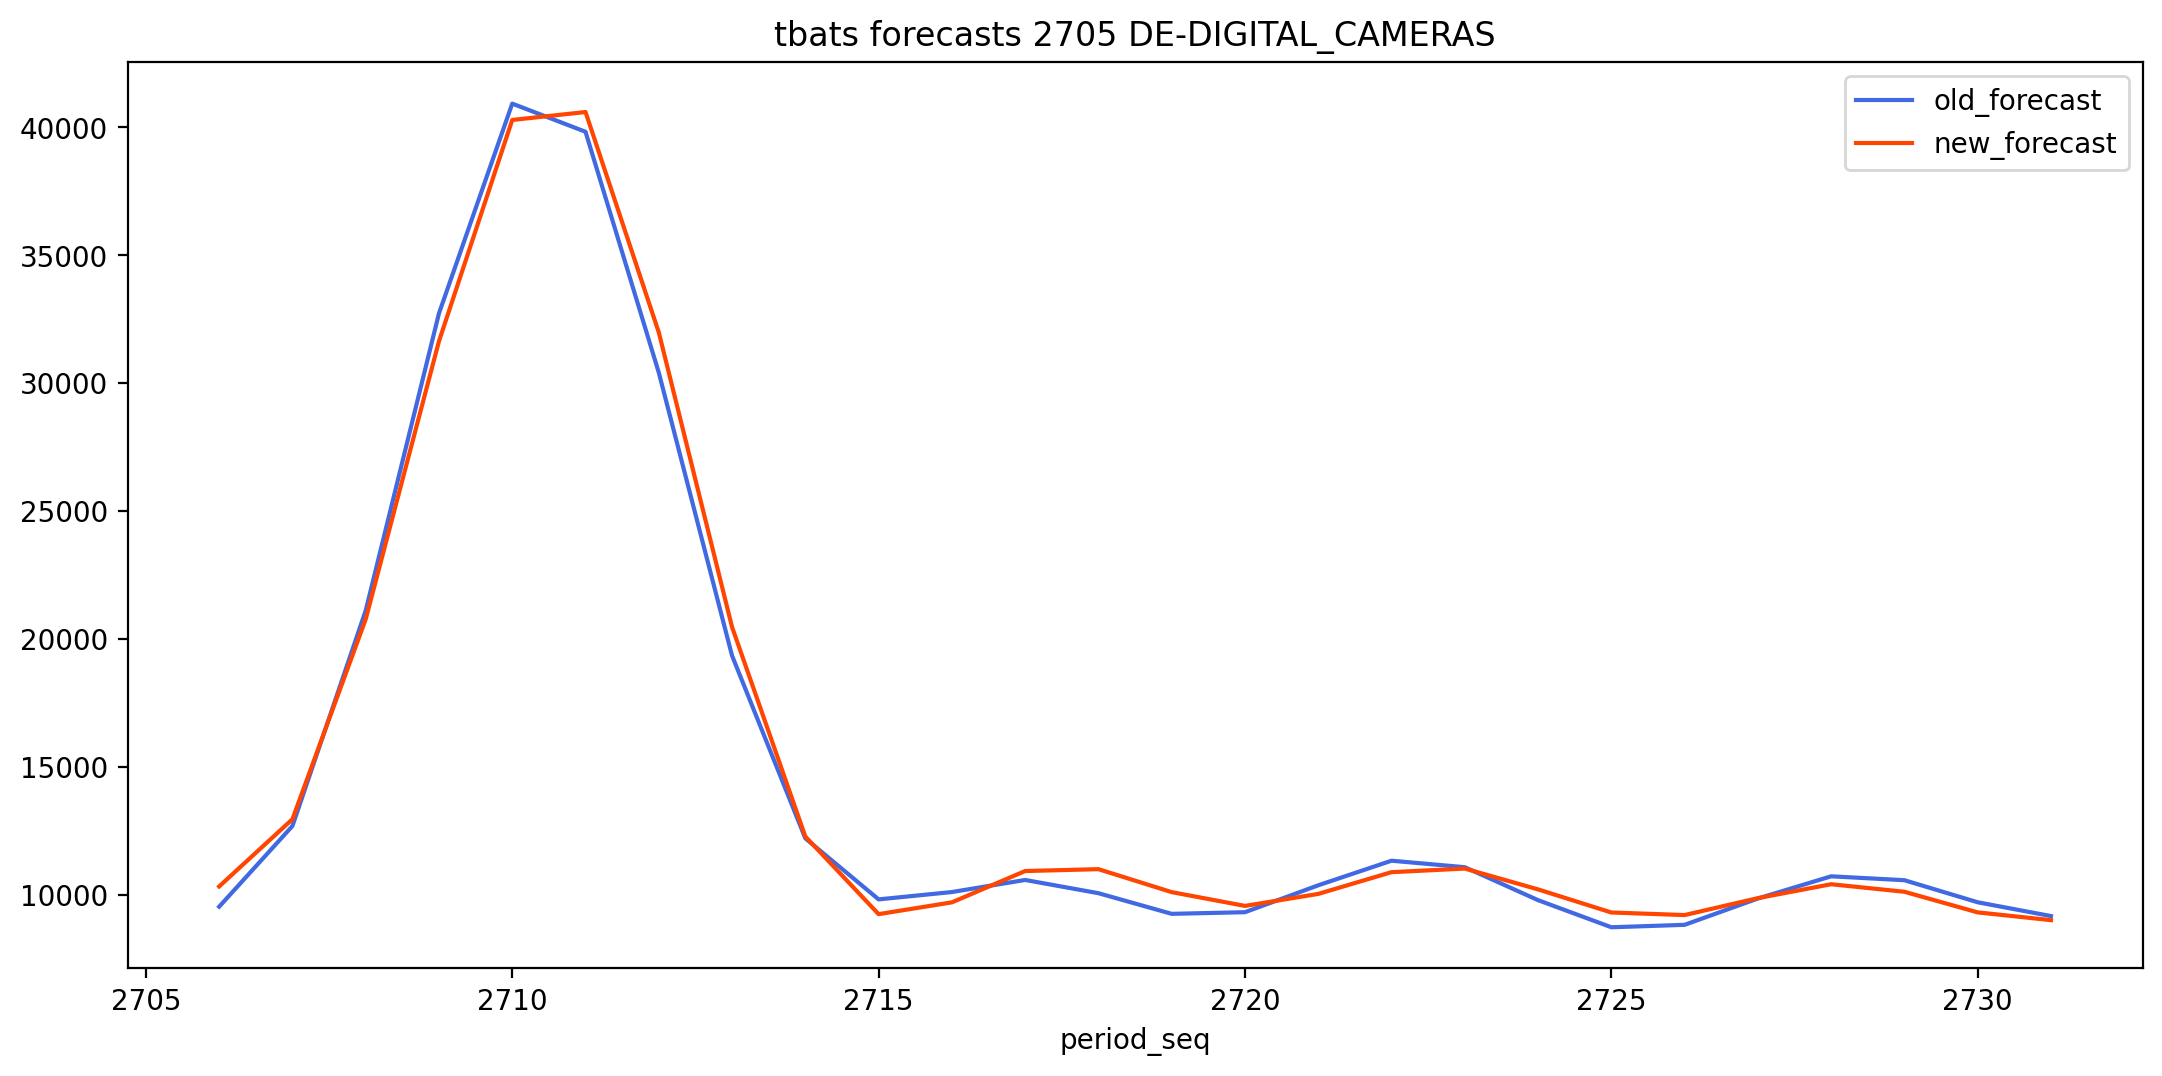 tbats forecasts 2705 DE-DIGITAL_CAMERAS
old_forecast
new_forecast
40000
35000
30000
25000
20000
15000
10000
2705 2710 2715 2720 2725 2730
period_seq